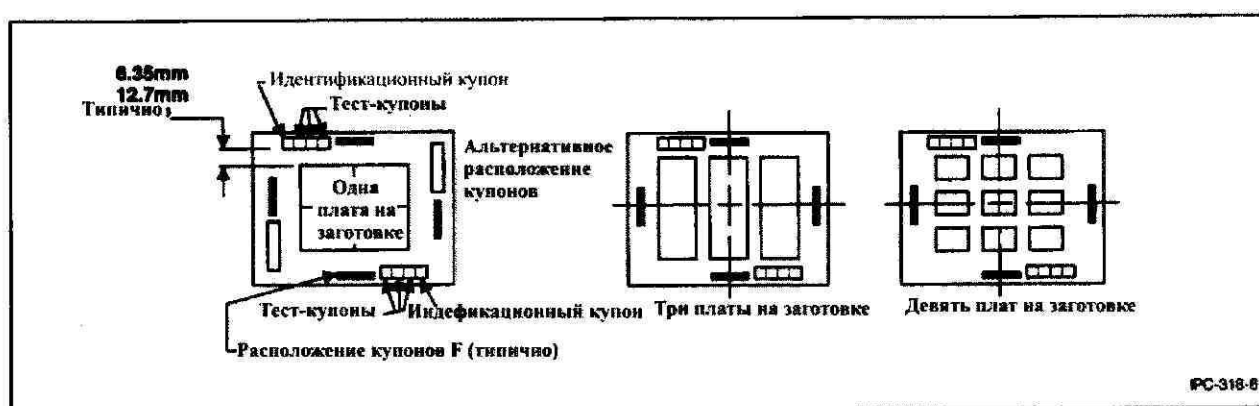 6.35mm
12.7mm
Типично,
Идентификационный купон
Тест-купоны
Альтернативное
расположение
купонов
Одна
плата на
заготовке
Тест-купоны
Индефикационный купон
Расположение купонов F (типично)
Три платы на заготовке
Девять плат на заготовке
IPC-318-6